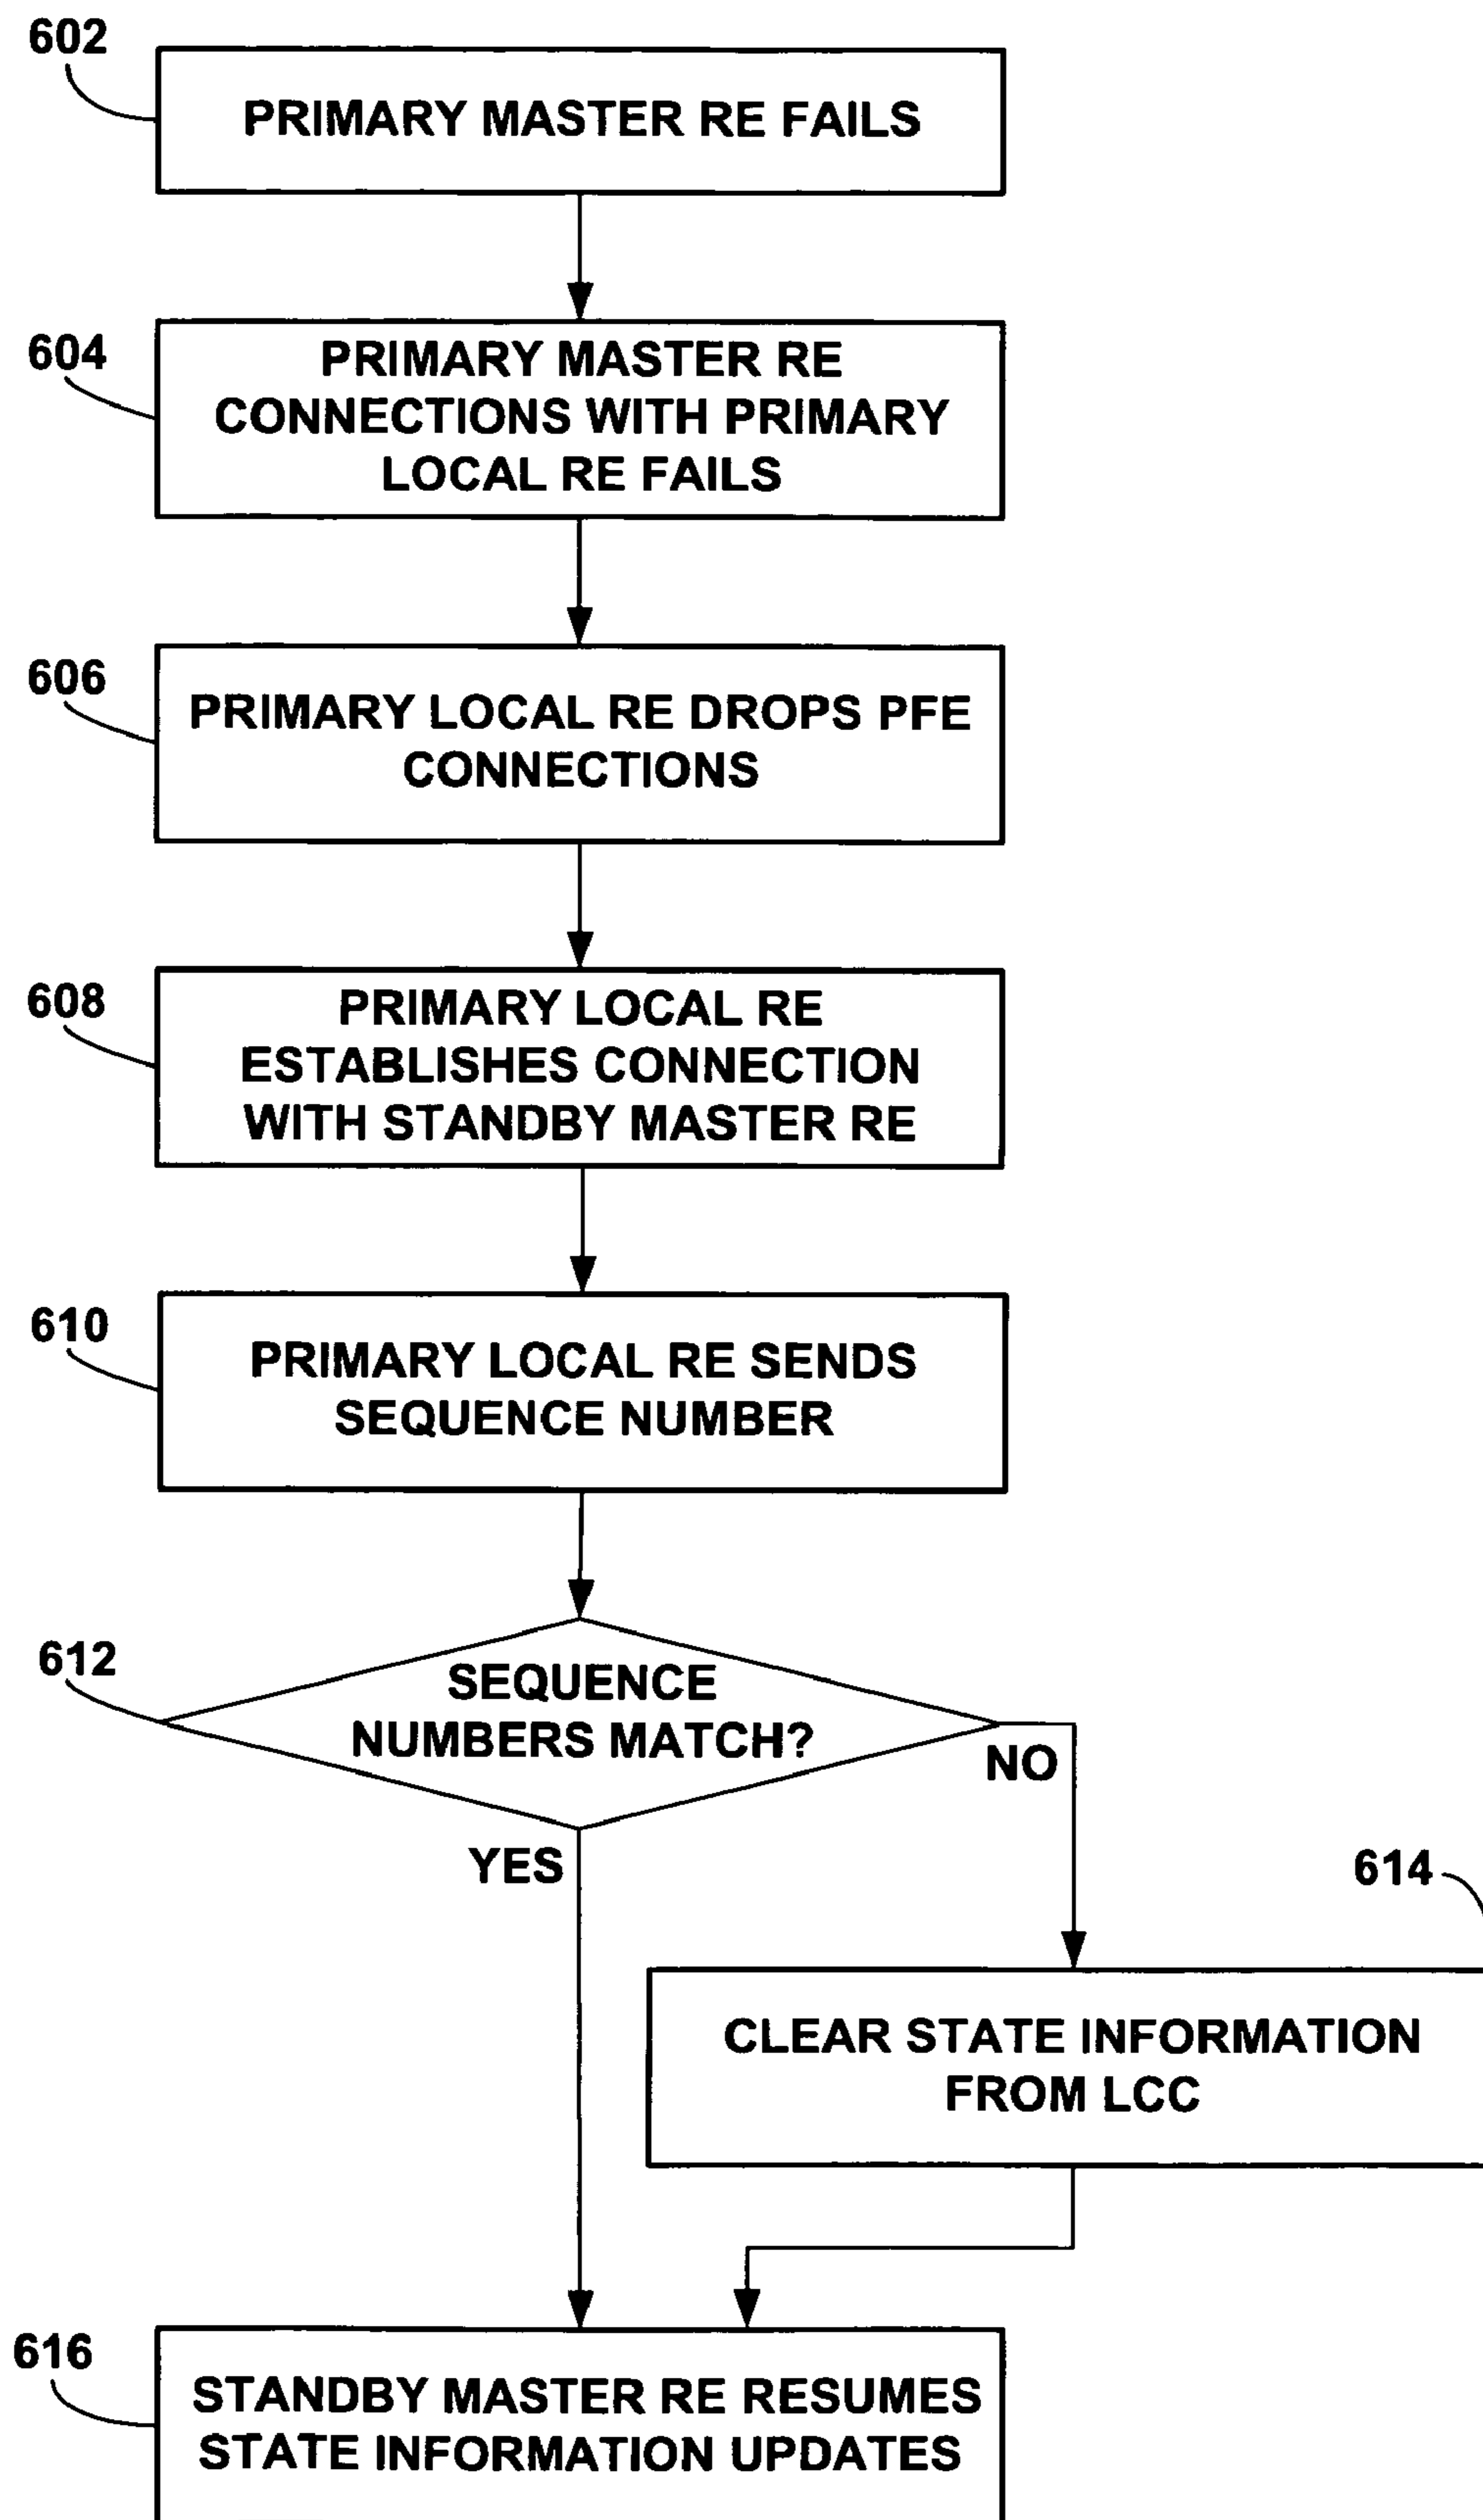 602
PRIMARY MASTER RE FAILS
604
PRIMARY MASTER RE
CONNECTIONS WITH PRIMARY
LOCAL RE FAILS
606
PRIMARY LOCAL RE DROPS PFE
CONNECTIONS
608
PRIMARY LOCAL RE
ESTABLISHES CONNECTION
WITH STANDBY MASTER RE
610
PRIMARY LOCAL RE SENDS
SEQUENCE NUMBER
612
SEQUENCE
NUMBERS MATCH?
NO
YES
614
CLEAR STATE INFORMATION
FROM LCC
616
STANDBY MASTER RE RESUMES
STATE INFORMATION UPDATES